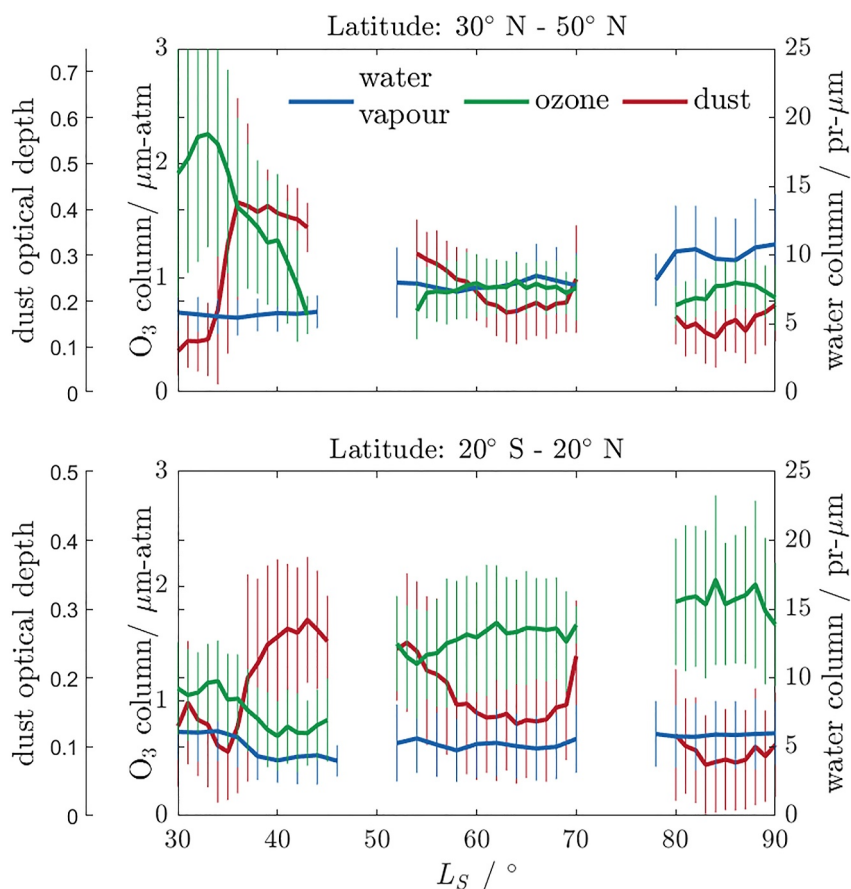 Latitude: 30° N - 50° N
dust optical depth
0.7
0.6
0.5
0.4
0.3
0.2
0.1
0
O₃ column/ μm-atm
3
2
1
0
water vapour
ozone
dust
25
20
15
10
5
0
water column / pr-μm
Latitude: 20° S - 20° N
dust optical depth
0.5
0.4
0.3
0.2
0.1
0
O₃ column/ μm-atm
3
2
1
0
25
20
15
10
5
0
water column / pr-μm
30 40 50 60 70 80 90
L_S / °